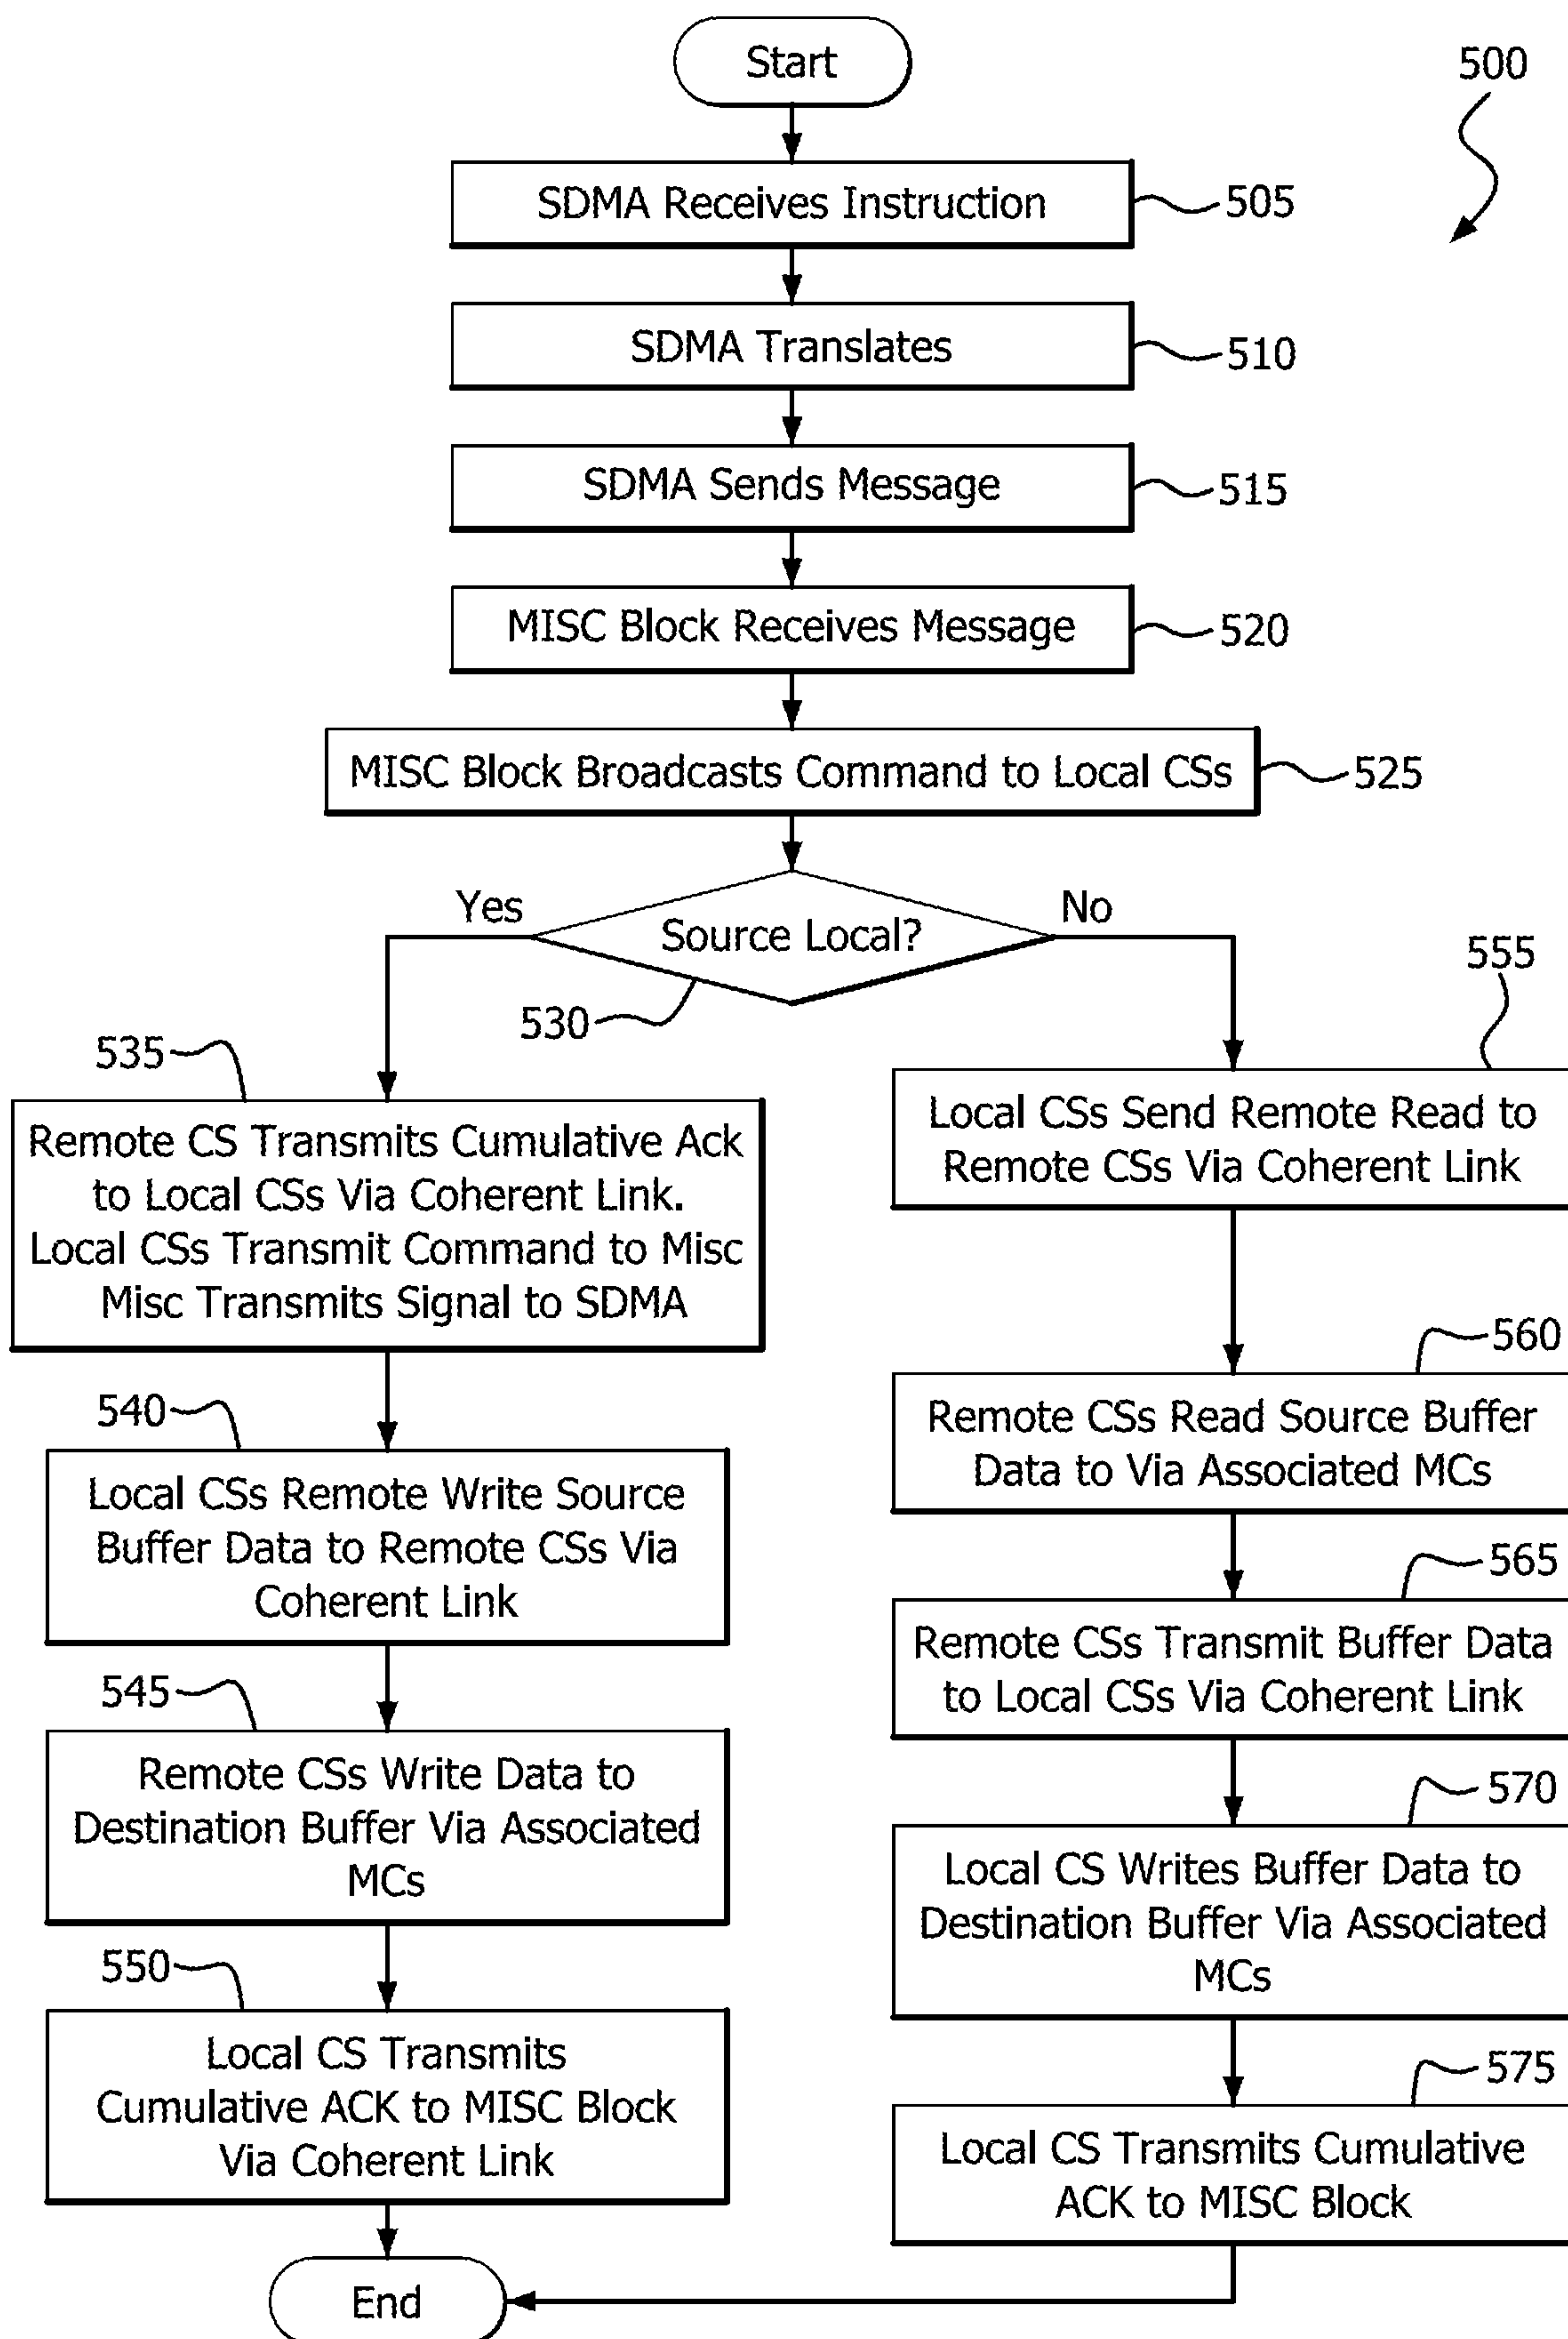 Start
500
SDMA Receives Instruction
505
SDMA Translates
510
SDMA Sends Message
515
MISC Block Receives Message
520
MISC Block Broadcasts Command to Local CSs
525
Yes
Source Local?
No
530
535
Remote CS Transmits Cumulative Ack
to Local CSs Via Coherent Link.
Local CSs Transmit Command to Misc
Misc Transmits Signal to SDMA
540
Local CSs Remote Write Source
Buffer Data to Remote CSs Via
Coherent Link
545
Remote CSs Write Data to
Destination Buffer Via Associated
MCs
550
Local CS Transmits
Cumulative ACK to MISC Block
Via Coherent Link
555
Local CSs Send Remote Read to
Remote CSs Via Coherent Link
560
Remote CSs Read Source Buffer
Data to Via Associated MCs
565
Remote CSs Transmit Buffer Data
to Local CSs Via Coherent Link
570
Local CS Writes Buffer Data to
Destination Buffer Via Associated
MCs
575
Local CS Transmits Cumulative
ACK to MISC Block
End